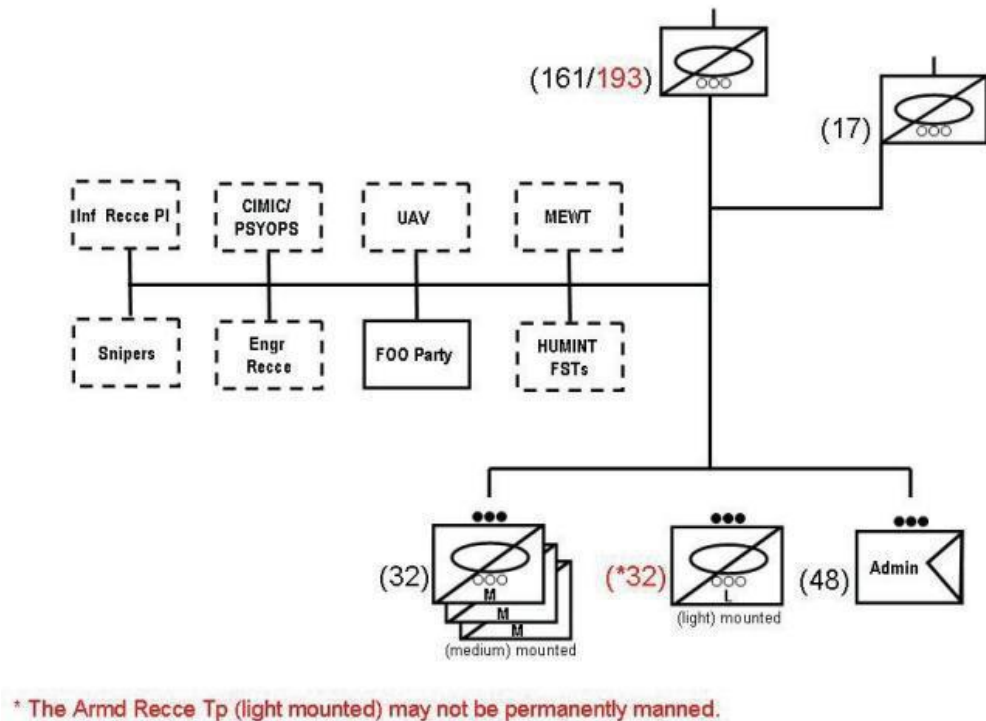 (161/193)
(17)
Inf Recce Pl
CIMIC/
PSYOPS
UAV
MEWT
Snipers
Engr
Recce
FOO Party
HUMINT
FSTs
(32)
M
M
M
(medium) mounted
(*32)
L
(light) mounted
(48)
Admin
* The Armd Recce Tp (light mounted) may not be permanently manned.